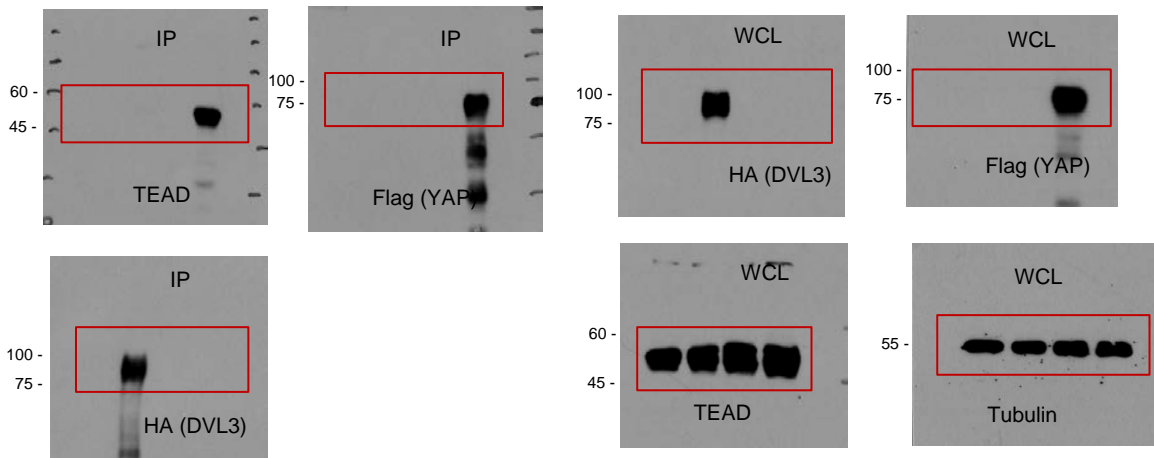 IP
60 -
45 -
TEAD
IP
100 -
75 -
Flag (YAP)
WCL
100 -
75 -
HA (DVL3)
WCL
100 -
75 -
Flag (YAP)
IP
100 -
75 -
HA (DVL3)
WCL
60 -
45 -
TEAD
WCL
55 -
Tubulin